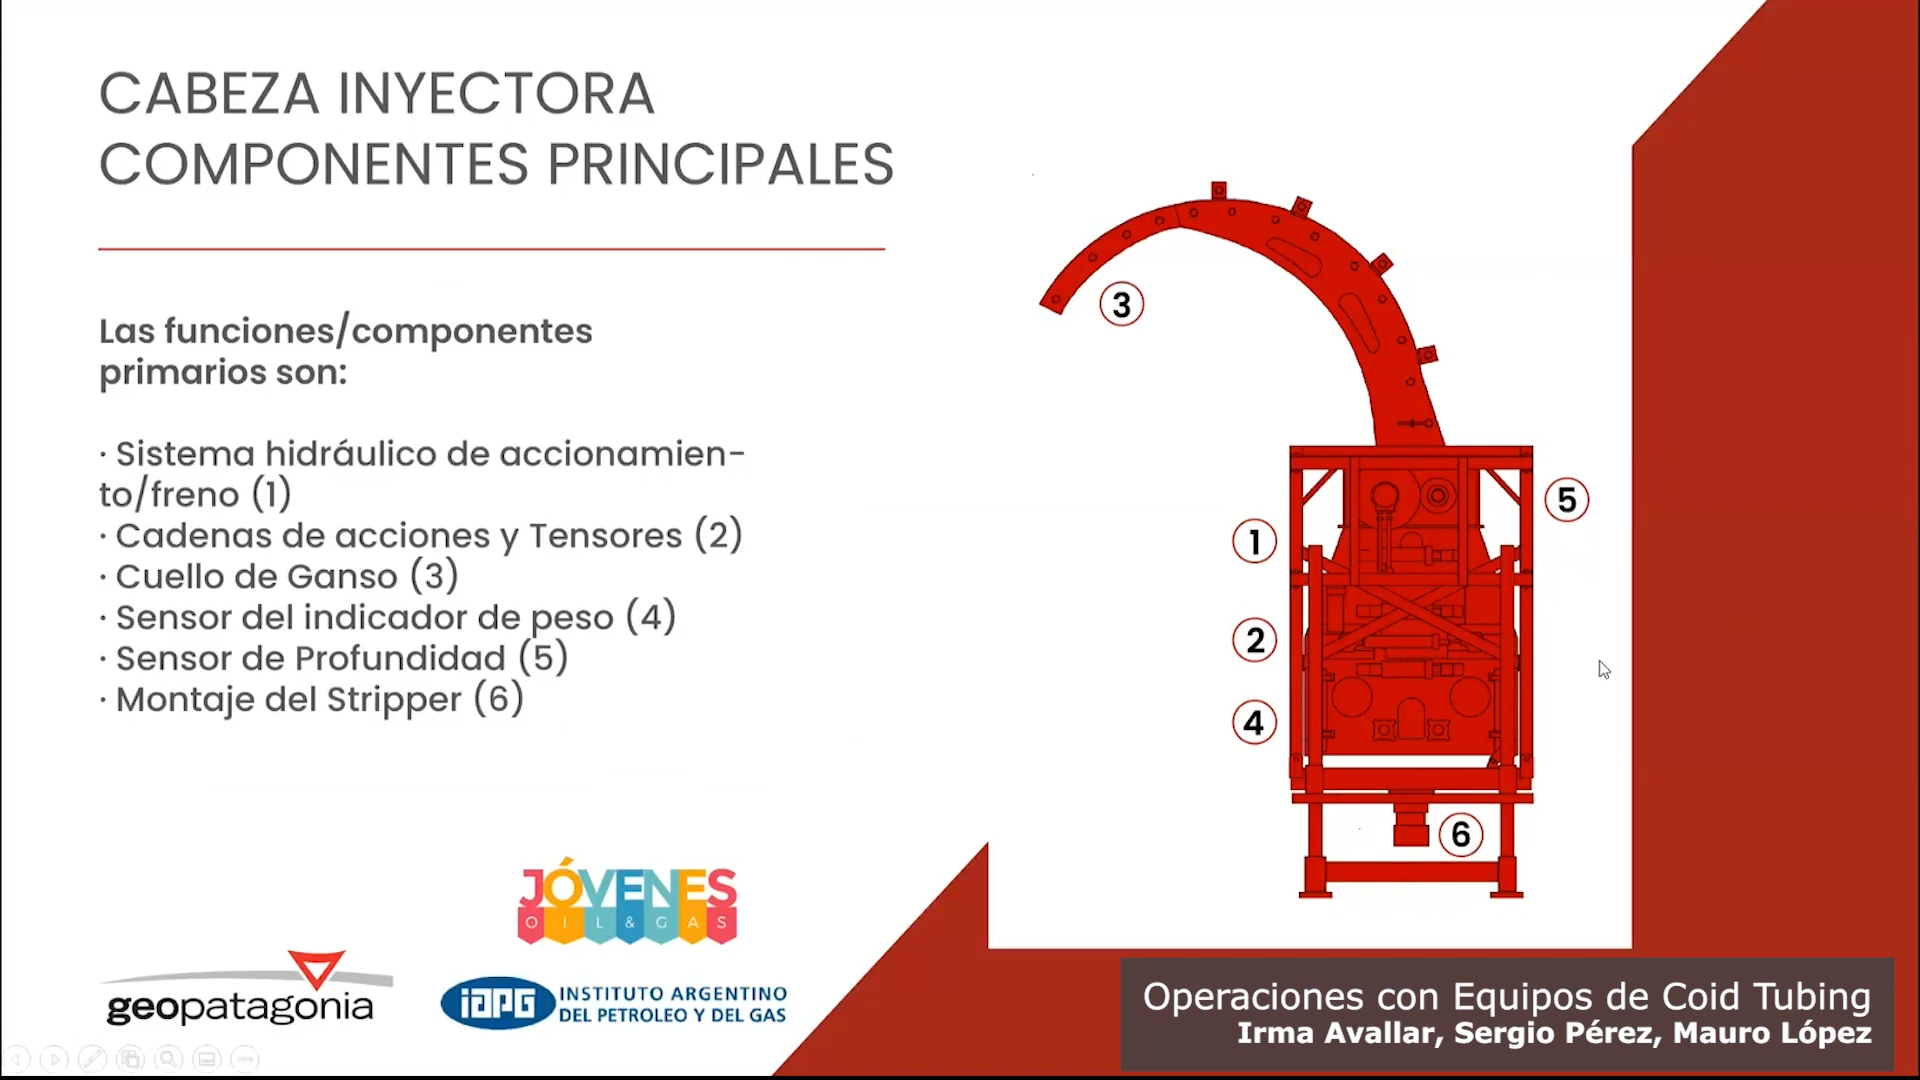 CABEZA INYECTORA
COMPONENTES PRINCIPALES
Las funciones/componentes
primarios son:
· Sistema hidráulico de accionamien-
to/freno (1)
· Cadenas de acciones y Tensores (2)
· Cuello de Ganso (3)
· Sensor del indicador de peso (4)
· Sensor de Profundidad (5)
· Montaje del Stripper (6)
3
5
1
2
4
6
JÓVENES
OIL&GAS
geopatagonia
iAPG
INSTITUTO ARGENTINO
DEL PETROLEO Y DEL GAS
Operaciones con Equipos de Coid Tubing
Irma Avallar, Sergio Pérez, Mauro López